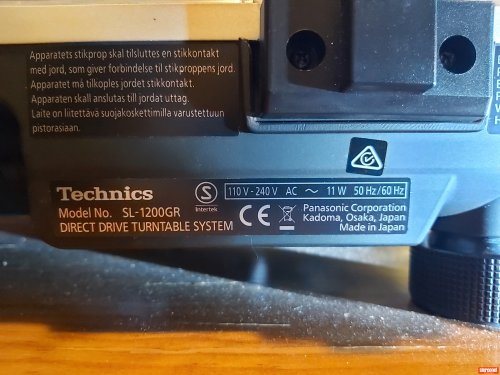 Apparatets stikprop skal tilsluttes en stikkontakt
med jord, som giver forbindelse til stikproppens jord.
Apparatet må tilkoples jordet stikkontakt.
Apparaten skall anslutas till jordat uttag.
Laite on liitettävä suojakoskettimilla varustettuun
pistorasiaan.
Technics
Model No. SL-1200GR
DIRECT DRIVE TURNTABLE SYSTEM
S
Intertek
110 V - 240 V AC ～ 11 W 50 Hz/60 Hz
CE
Panasonic Corporation
Kadoma, Osaka, Japan
Made in Japan